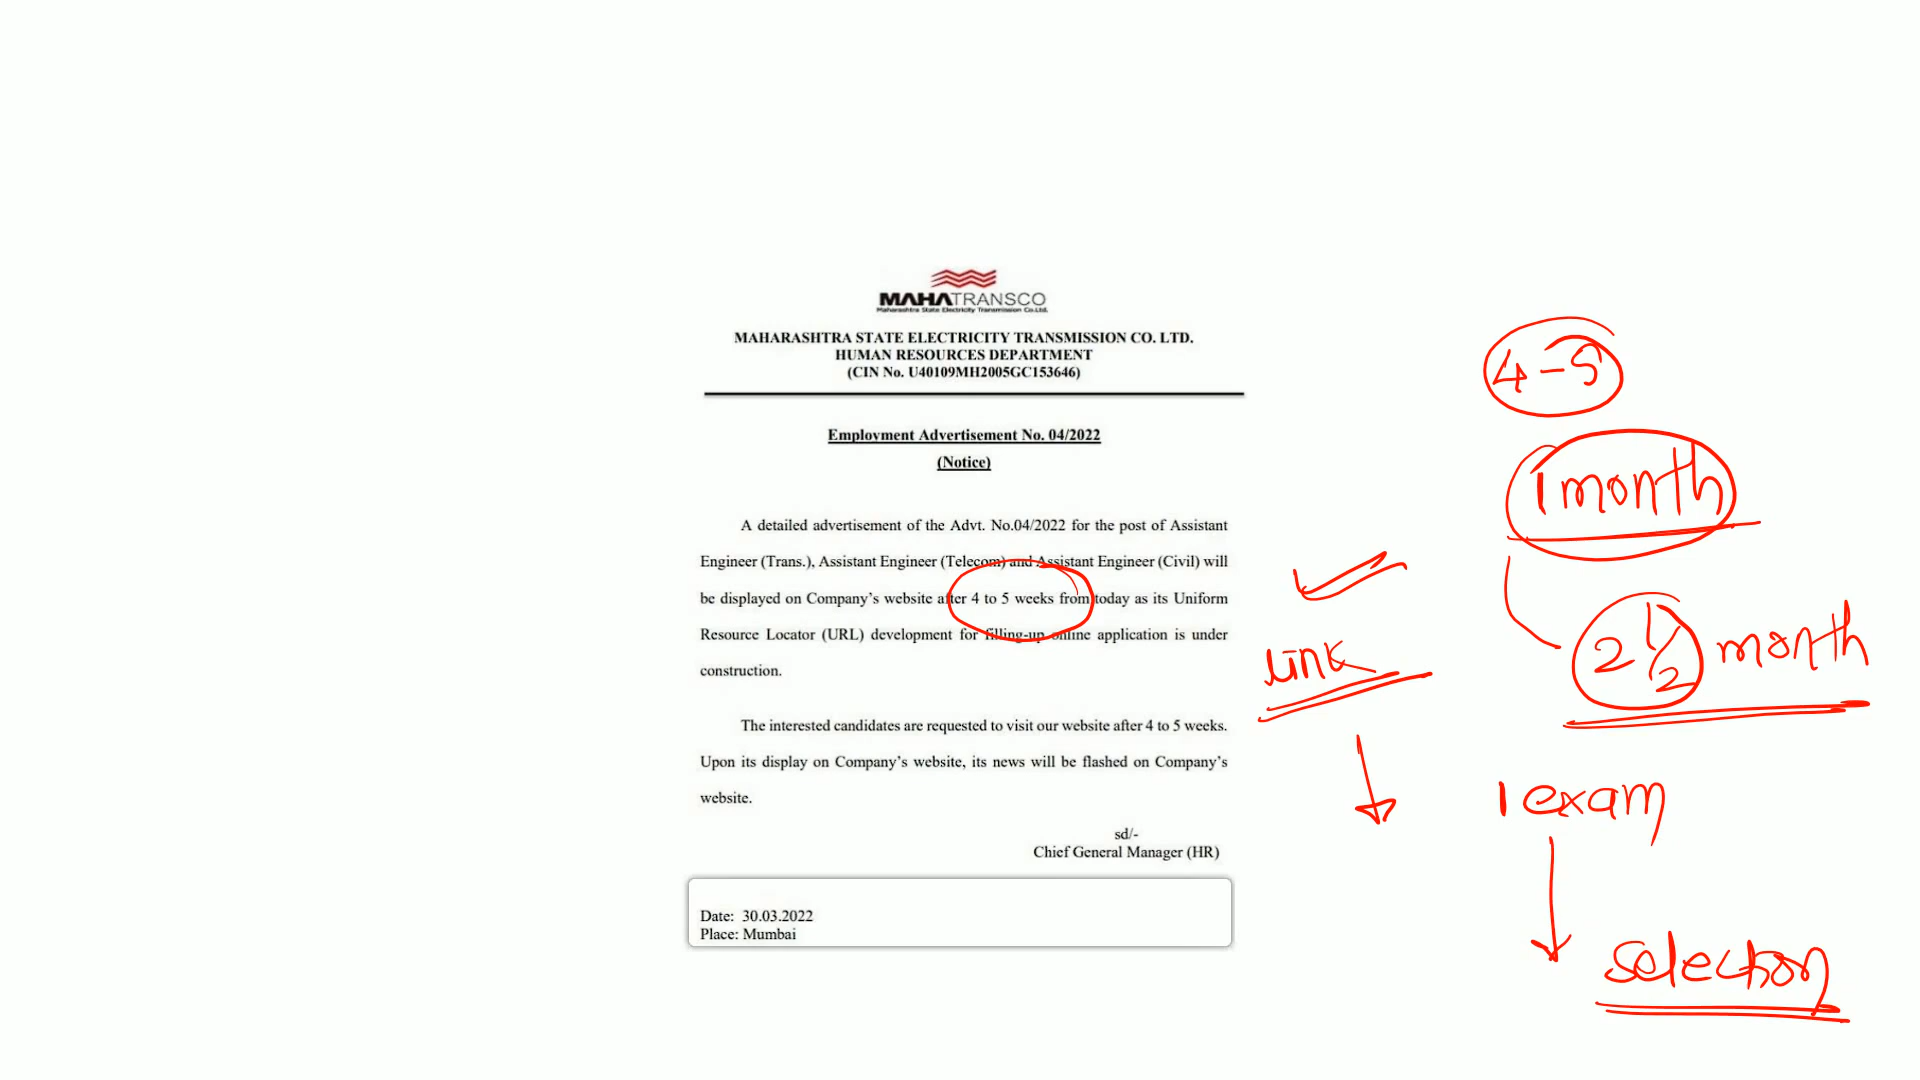 MAHATRANSCO
Maharashtra State Electricity Transmission Co.Ltd.
MAHARASHTRA STATE ELECTRICITY TRANSMISSION CO. LTD.
HUMAN RESOURCES DEPARTMENT
(CIN No. U40109MH2005GC153646)
Employment Advertisement No. 04/2022
(Notice)
A detailed advertisement of the Advt. No.04/2022 for the post of Assistant
Engineer (Trans.), Assistant Engineer (Telecom) and Assistant Engineer (Civil) will
be displayed on Company's website after 4 to 5 weeks from today as its Uniform
Resource Locator (URL) development for filling-up online application is under
construction.
The interested candidates are requested to visit our website after 4 to 5 weeks.
Upon its display on Company's website, its news will be flashed on Company's
website.
sd/-
Chief General Manager (HR)
Date: 30.03.2022
Place: Mumbai
4-5
1 month
link
2 1/2 month
1 exam
selection